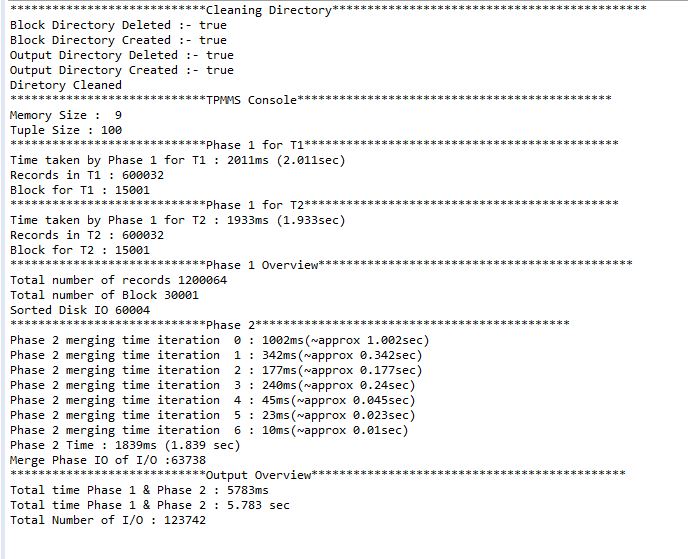 ****************************Cleaning Directory*********************************************
Block Directory Deleted :- true
Block Directory Created :- true
Output Directory Deleted :- true
Output Directory Created :- true
Diretory Cleaned
****************************TPMMS Console*********************************************
Memory Size :  9
Tuple Size : 100
****************************Phase 1 for T1*********************************************
Time taken by Phase 1 for T1 : 2011ms (2.011sec)
Records in T1 : 600032
Block for T1 : 15001
****************************Phase 1 for T2*********************************************
Time taken by Phase 1 for T2 : 1933ms (1.933sec)
Records in T2 : 600032
Block for T2 : 15001
****************************Phase 1 Overview*********************************************
Total number of records 1200064
Total number of Block 30001
Sorted Disk IO 60004
****************************Phase 2*********************************************
Phase 2 merging time iteration  0 : 1002ms(~approx 1.002sec)
Phase 2 merging time iteration  1 : 342ms(~approx 0.342sec)
Phase 2 merging time iteration  2 : 177ms(~approx 0.177sec)
Phase 2 merging time iteration  3 : 240ms(~approx 0.24sec)
Phase 2 merging time iteration  4 : 45ms(~approx 0.045sec)
Phase 2 merging time iteration  5 : 23ms(~approx 0.023sec)
Phase 2 merging time iteration  6 : 10ms(~approx 0.01sec)
Phase 2 Time : 1839ms (1.839 sec)
Merge Phase IO of I/O :63738
****************************Output Overview*********************************************
Total time Phase 1 & Phase 2 : 5783ms
Total time Phase 1 & Phase 2 : 5.783 sec
Total Number of I/O : 123742